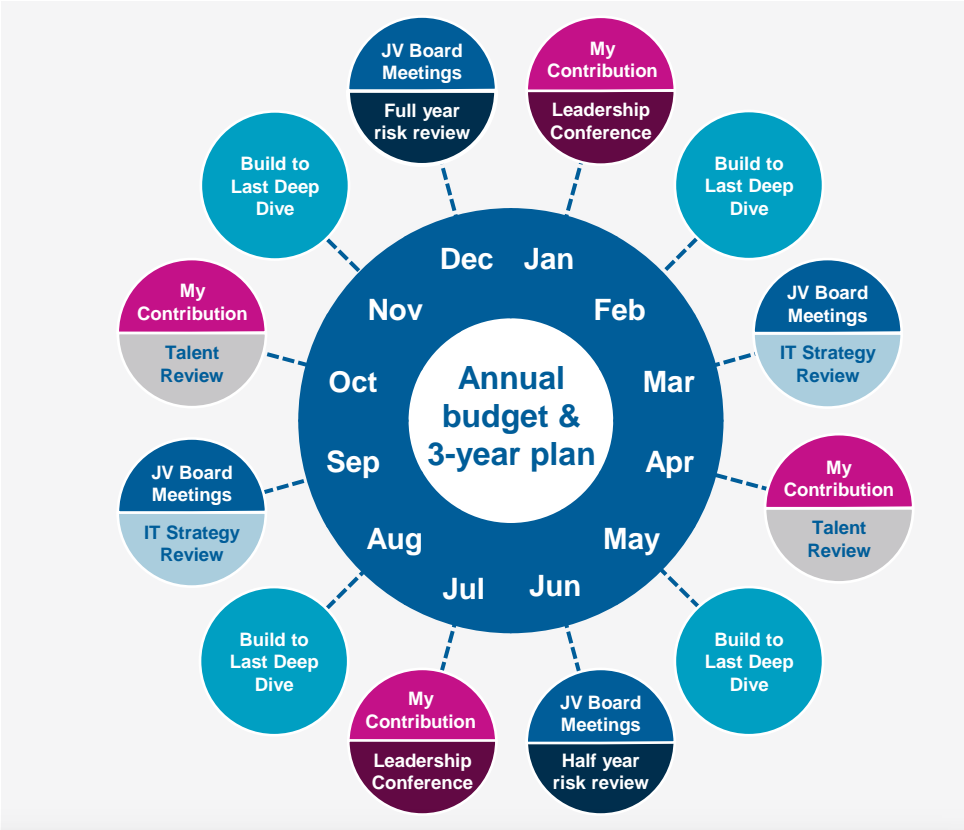 JV Board
Meetings
Full year
risk review
My
Contribution
Leadership
Conference
Build to
Last Deep
Dive
Build to
Last Deep
Dive
My
Contribution
Talent
Review
JV Board
Meetings
IT Strategy
Review
Dec
Jan
Nov
Feb
Oct
Mar
Sep
Apr
Aug
May
Jul
Jun
Annual
budget &
3-year plan
JV Board
Meetings
IT Strategy
Review
My
Contribution
Talent
Review
Build to
Last Deep
Dive
Build to
Last Deep
Dive
My
Contribution
Leadership
Conference
JV Board
Meetings
Half year
risk review